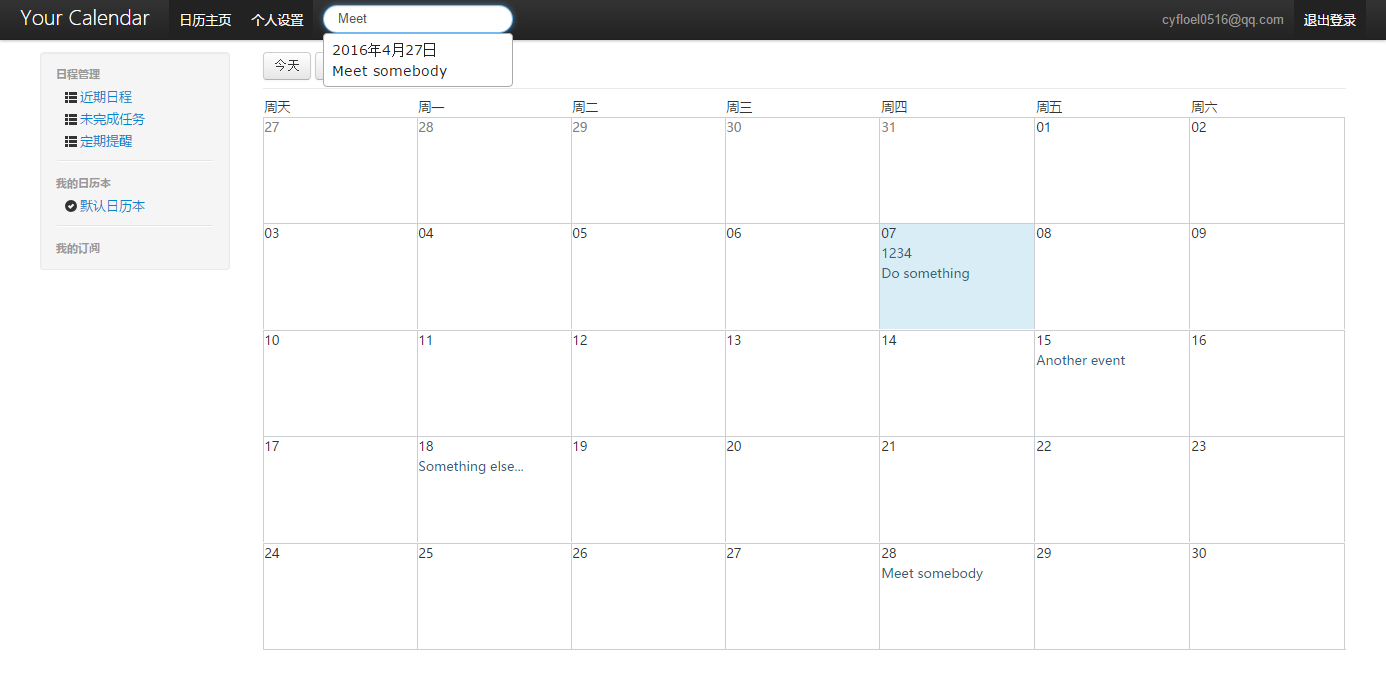 Your Calendar 日历主页 个人设置 Meet cyfloel0516@qq.com 退出登录
2016年4月27日
Meet somebody
日程管理
近期日程
未完成任务
定期提醒
我的日历本
默认日历本
我的订阅
今天
周天 周一 周二 周三 周四 周五 周六
27 28 29 30 31 01 02
03 04 05 06 07 08 09
1234
Do something
10 11 12 13 14 15 16
Another event
17 18 19 20 21 22 23
Something else...
24 25 26 27 28 29 30
Meet somebody